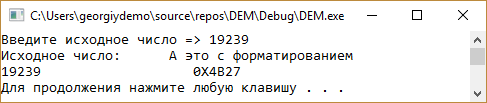 C:\Users\georgiydemo\source\repos\DEM\Debug\DEM.exe
Введите исходное число => 19239
Исходное число:      А это с форматированием
19239                   0X4B27
Для продолжения нажмите любую клавишу . . .